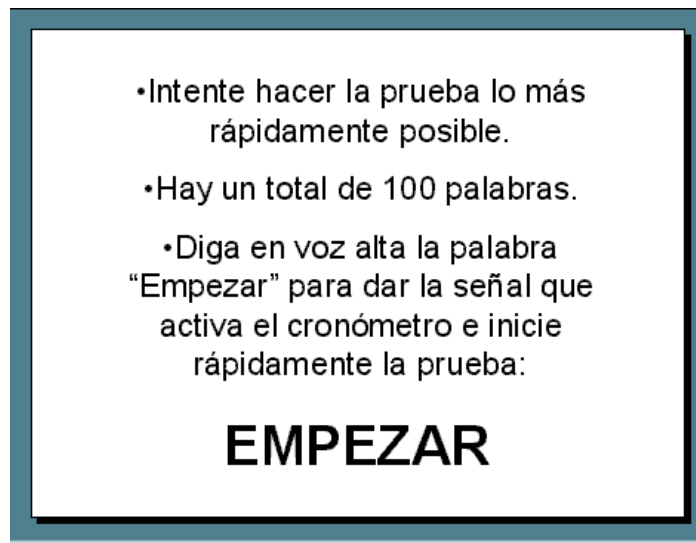 •Intente hacer la prueba lo más
rápidamente posible.
•Hay un total de 100 palabras.
•Diga en voz alta la palabra
“Empezar” para dar la señal que
activa el cronómetro e inicie
rápidamente la prueba:
EMPEZAR